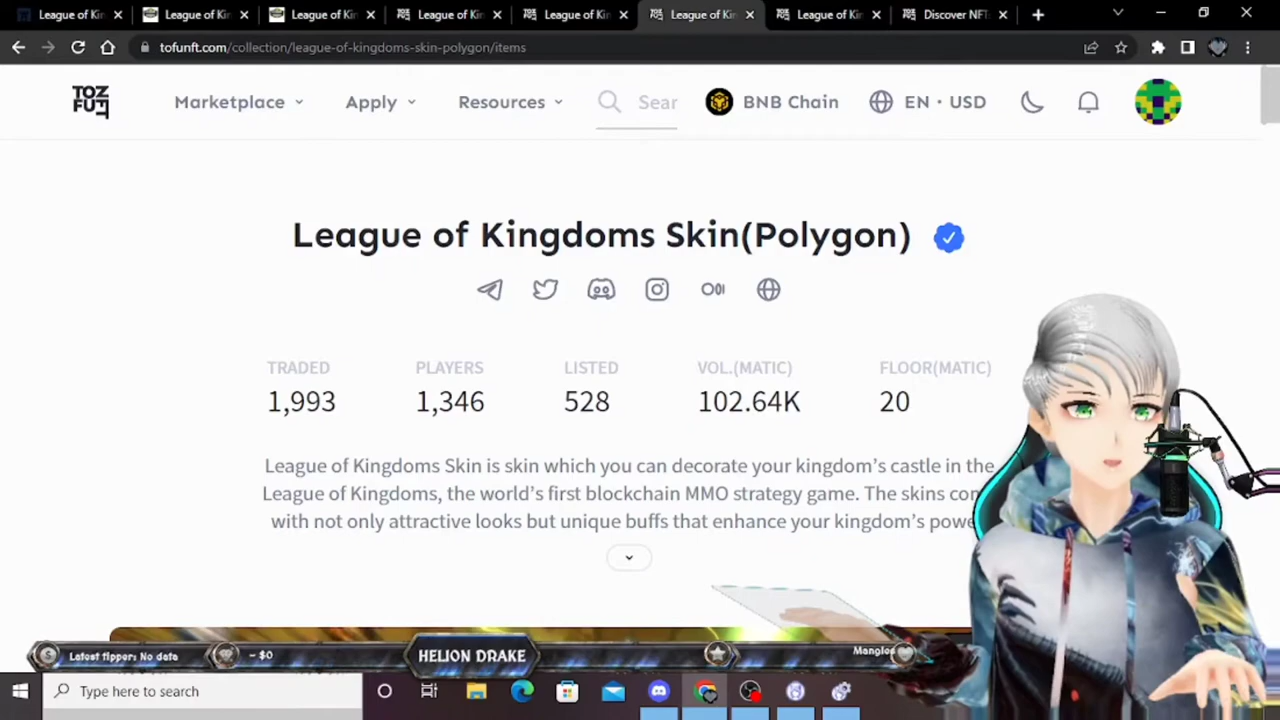 League of Kin
League of Kin
League of Kin
League of Kin
League of Kin
League of Kin
League of Kin
Discover NFT
tofunft.com/collection/league-of-kingdoms-skin-polygon/items
TOZ
FUFT
Marketplace
Apply
Resources
Sear
BNB Chain
EN · USD
League of Kingdoms Skin(Polygon)
TRADED
PLAYERS
LISTED
VOL.(MATIC)
FLOOR(MATIC)
1,993
1,346
528
102.64K
20
League of Kingdoms Skin is skin which you can decorate your kingdom's castle in the
League of Kingdoms, the world's first blockchain MMO strategy game. The skins com
with not only attractive looks but unique buffs that enhance your kingdom's powe
Latest tipper: No data
~ $0
HELION DRAKE
Manglos
Type here to search